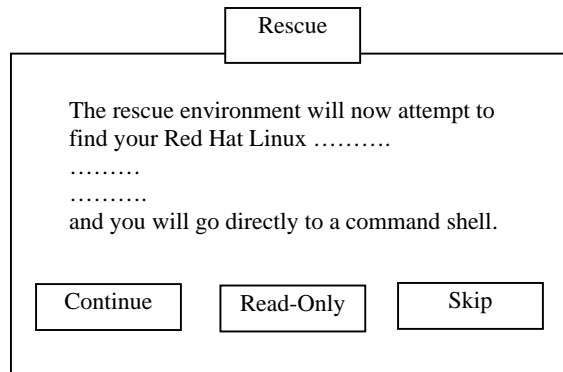 Rescue
The rescue environment will now attempt to
find your Red Hat Linux ……….
………
……….
and you will go directly to a command shell.
Continue
Read-Only
Skip